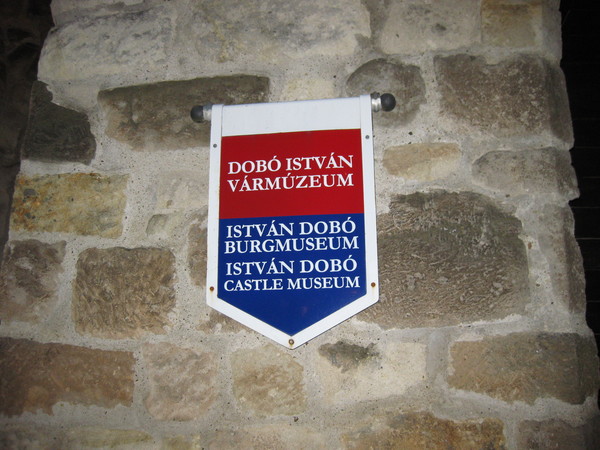 DOBÓ ISTVÁN
VÁRMÚZEUM
ISTVÁN DOBÓ
BURGMUSEUM
ISTVÁN DOBÓ
CASTLE MUSEUM